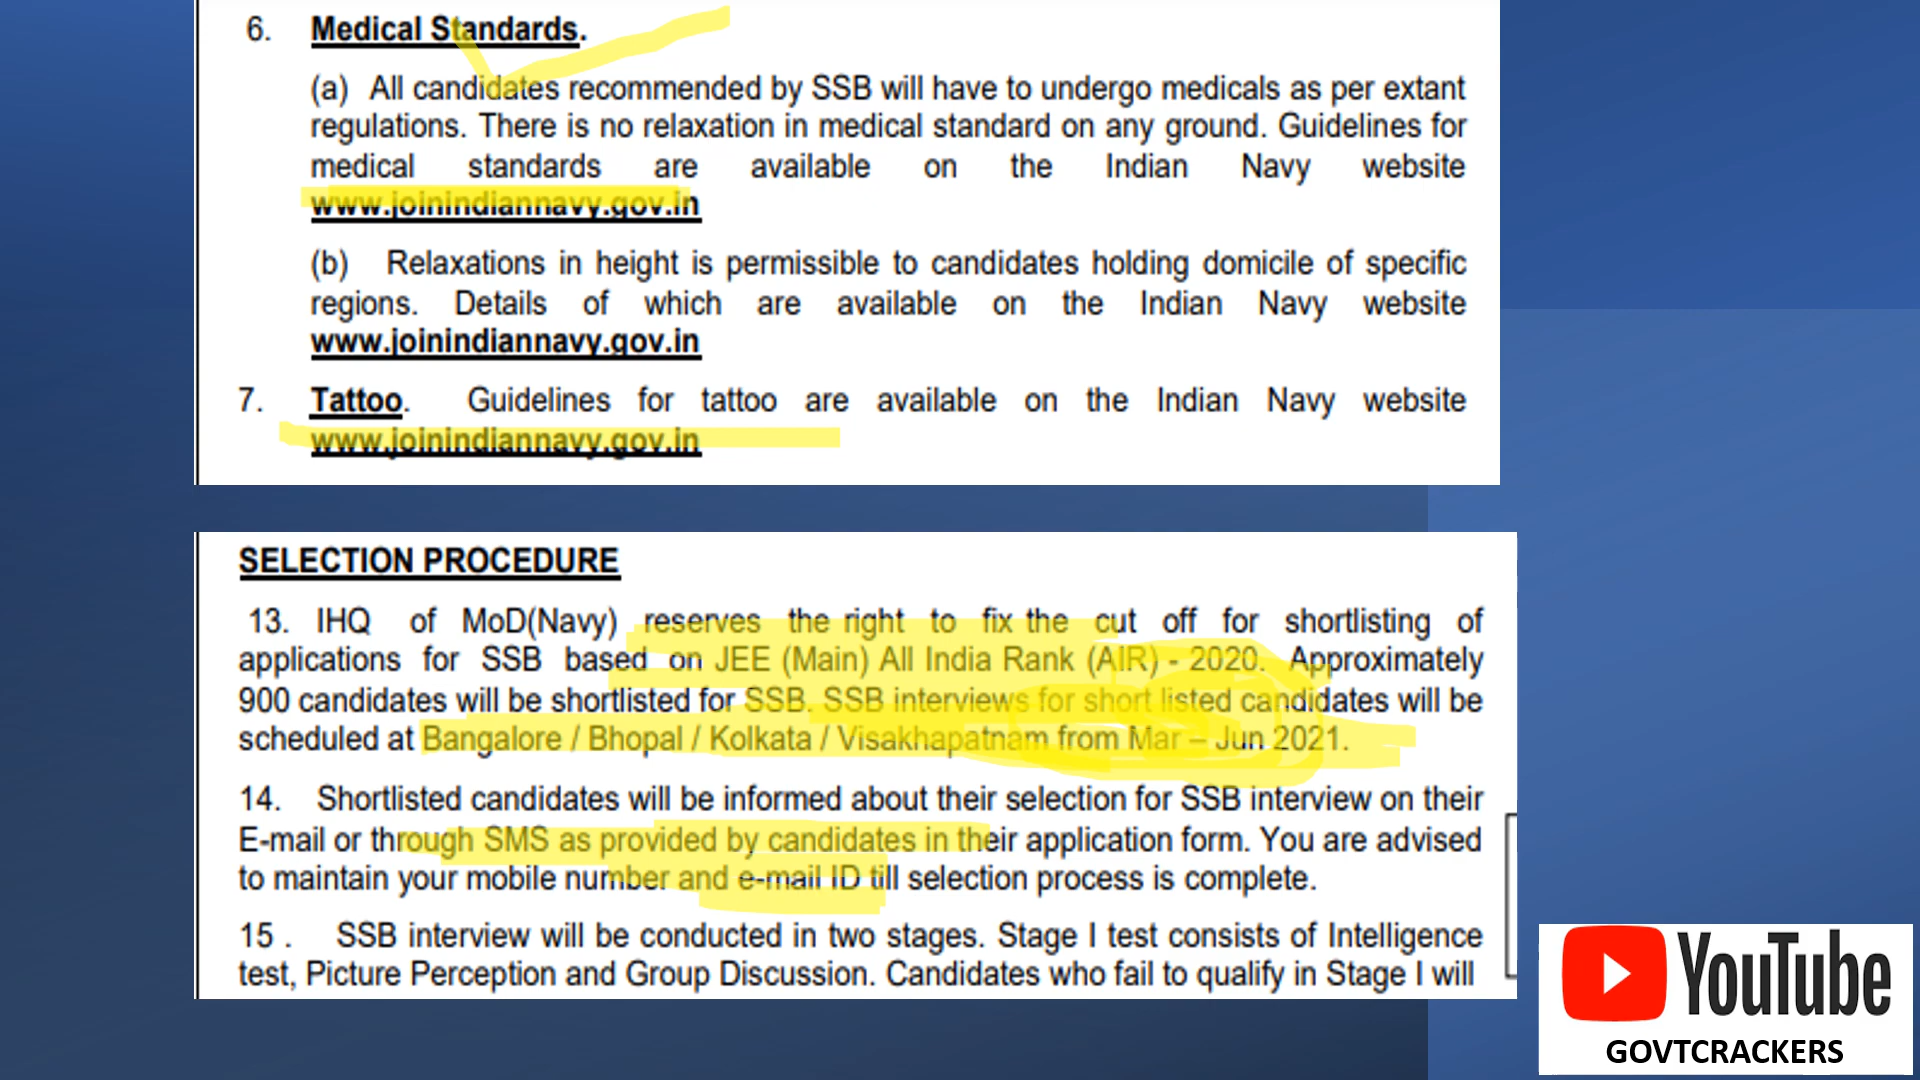 6. Medical Standards.
(a) All candidates recommended by SSB will have to undergo medicals as per extant
regulations. There is no relaxation in medical standard on any ground. Guidelines for
medical standards are available on the Indian Navy website
www.joinindiannavy.gov.in
(b) Relaxations in height is permissible to candidates holding domicile of specific
regions. Details of which are available on the Indian Navy website
www.joinindiannavy.gov.in
7. Tattoo. Guidelines for tattoo are available on the Indian Navy website
www.joinindiannavy.gov.in
SELECTION PROCEDURE
13. IHQ of MoD(Navy) reserves the right to fix the cut off for shortlisting of
applications for SSB based on JEE (Main) All India Rank (AIR) - 2020. Approximately
900 candidates will be shortlisted for SSB. SSB interviews for short listed candidates will be
scheduled at Bangalore / Bhopal / Kolkata / Visakhapatnam from Mar – Jun 2021.
14. Shortlisted candidates will be informed about their selection for SSB interview on their
E-mail or through SMS as provided by candidates in their application form. You are advised
to maintain your mobile number and e-mail ID till selection process is complete.
15 . SSB interview will be conducted in two stages. Stage I test consists of Intelligence
test, Picture Perception and Group Discussion. Candidates who fail to qualify in Stage I will
YouTube
GOVTCRACKERS